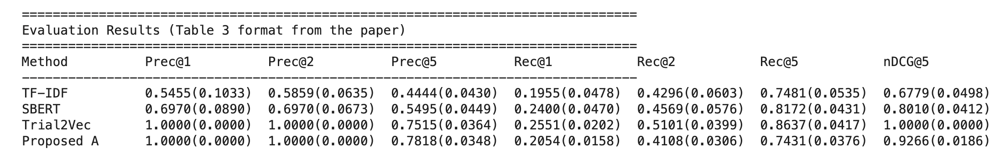 ================================================================================
Evaluation Results (Table 3 format from the paper)
================================================================================
Method          Prec@1          Prec@2          Prec@5          Rec@1           Rec@2           Rec@5           nDCG@5
--------------------------------------------------------------------------------
TF-IDF          0.5455(0.1033)  0.5859(0.0635)  0.4444(0.0430)  0.1955(0.0478)  0.4296(0.0603)  0.7481(0.0535)  0.6779(0.0498)
SBERT           0.6970(0.0890)  0.6970(0.0673)  0.5495(0.0449)  0.2400(0.0470)  0.4569(0.0576)  0.8172(0.0431)  0.8010(0.0412)
Trial2Vec       1.0000(0.0000)  1.0000(0.0000)  0.7515(0.0364)  0.2551(0.0202)  0.5101(0.0399)  0.8637(0.0417)  1.0000(0.0000)
Proposed A      1.0000(0.0000)  1.0000(0.0000)  0.7818(0.0348)  0.2054(0.0158)  0.4108(0.0306)  0.7431(0.0376)  0.9266(0.0186)